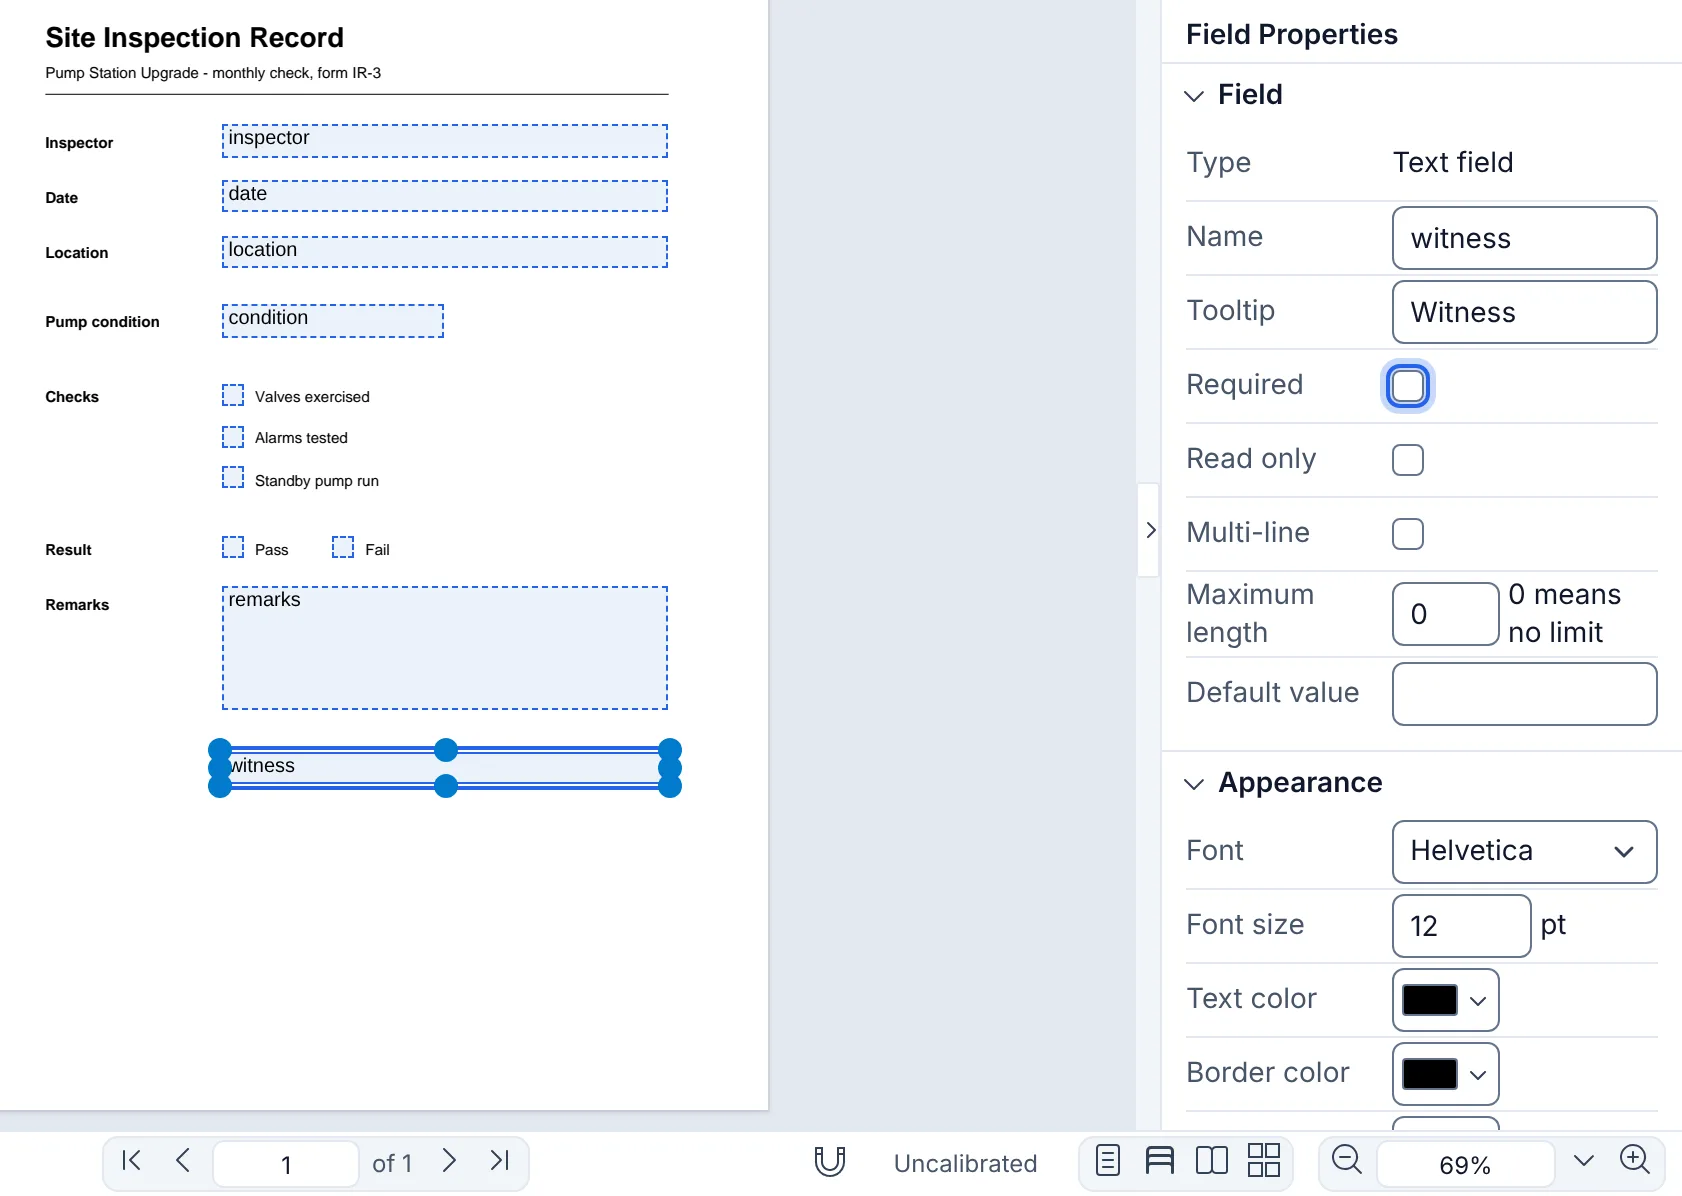 Site Inspection Record
Pump Station Upgrade - monthly check, form IR-3
Inspector
inspector
Date
date
Location
location
Pump condition
condition
Checks
Valves exercised
Alarms tested
Standby pump run
Result
Pass
Fail
Remarks
remarks
witness
Field Properties
Field
Type
Text field
Name
witness
Tooltip
Witness
Required
Read only
Multi-line
Maximum
length
0
0 means
no limit
Default value
Appearance
Font
Helvetica
Font size
12
pt
Text color
Border color
1
of 1
Uncalibrated
69%